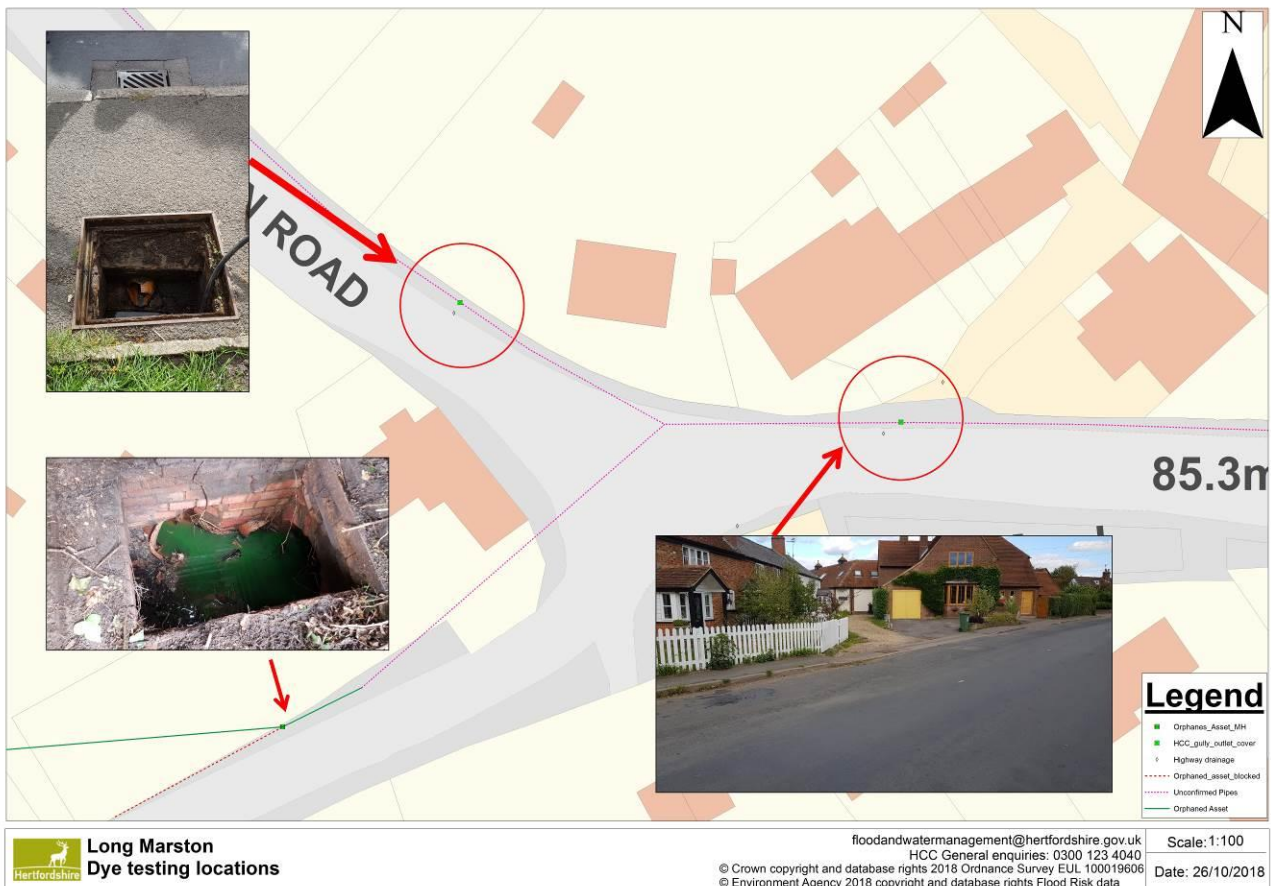 N
N ROAD
85.3m
Legend
Orphanes_Asset_MH
HCC_gully_outlet_cover
Highway drainage
Orphaned_asset_blocked
Unconfirmed Pipes
Orphaned Asset
Hertfordshire
Long Marston
Dye testing locations
floodandwatermanagement@hertfordshire.gov.uk
HCC General enquiries: 0300 123 4040
© Crown copyright and database rights 2018 Ordnance Survey EUL 100019606
© Environment Agency 2018 copyright and database rights Flood Risk data
Scale: 1:100
Date: 26/10/2018